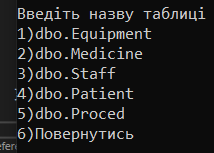 Введіть назву таблиці
1)dbo.Equipment
2)dbo.Medicine
3)dbo.Staff
4)dbo.Patient
5)dbo.Proced
6)Повернутись